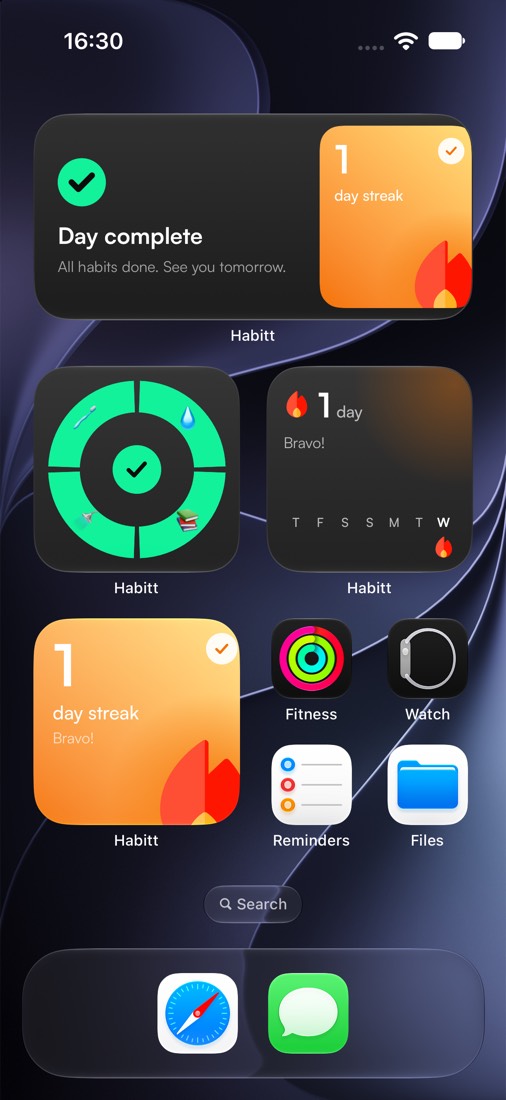 16:30
1
day streak
Day complete
All habits done. See you tomorrow.
Habitt
1 day
Bravo!
T F S S M T W
Habitt
Habitt
1
day streak
Bravo!
Habitt
Fitness
Watch
Reminders
Files
Search